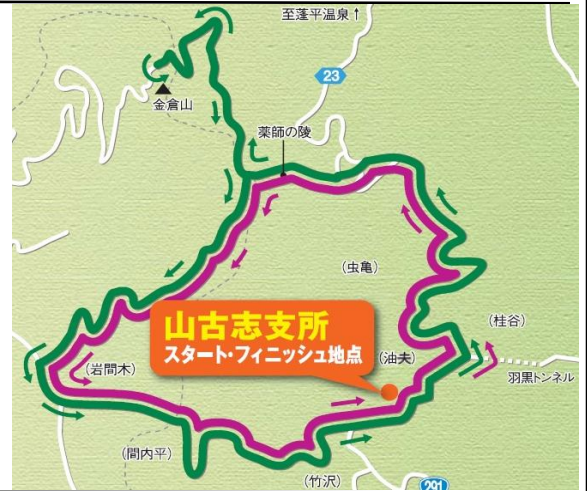 至蓬平温泉↑
23
金倉山
薬師の陵
(虫亀)
山古志支所
スタート・フィニッシュ地点
(油夫)
(桂谷)
羽黒トンネル
(岩間木)
(間内平)
(竹沢)
291